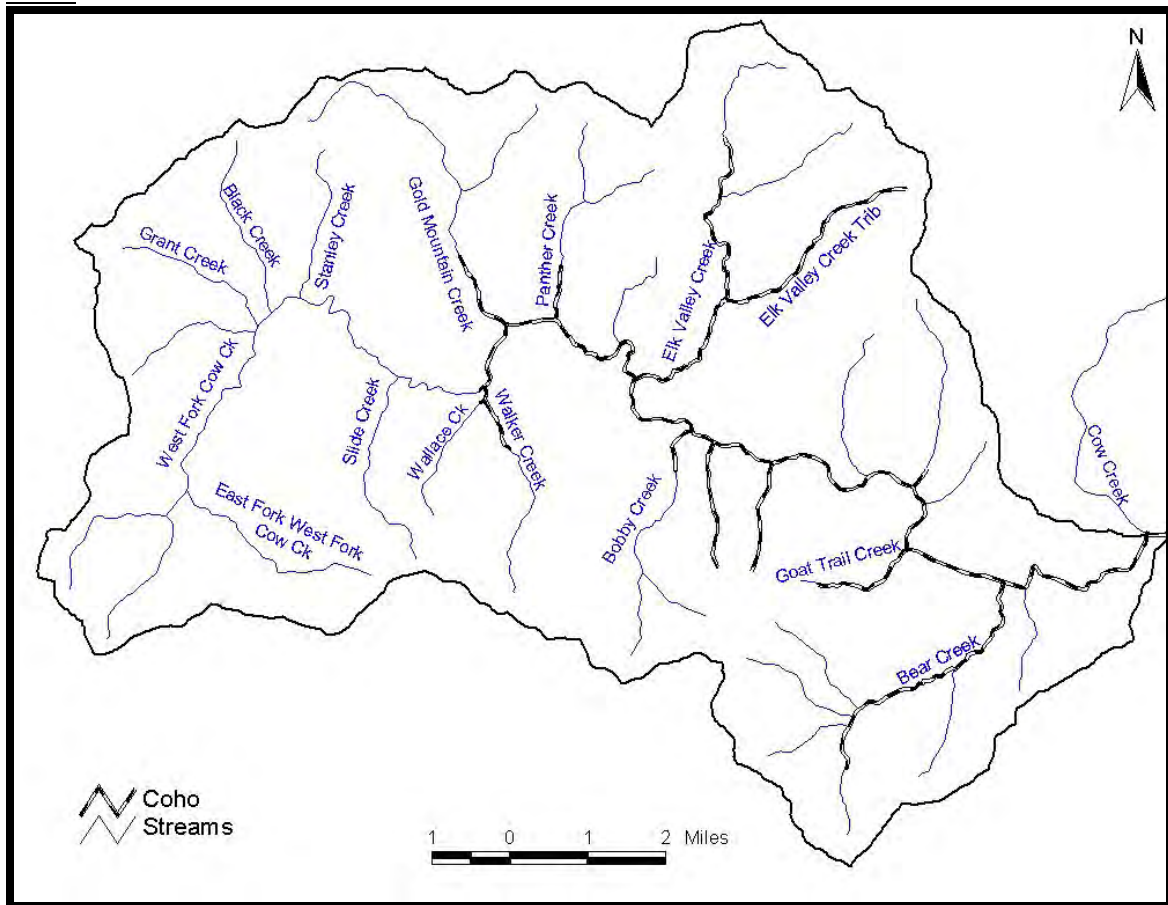 N
Gold Mountain Creek
Black Creek
Stanley Creek
Grant Creek
Panther Creek
Elk Valley Creek
Elk Valley Creek Trib
West Fork Cow Ck
Slide Creek
Wallace Ck
Walker Creek
Cow Creek
East Fork West Fork
Cow Ck
Bobby Creek
Goat Trail Creek
Bear Creek
Coho
Streams
1 0 1 2 Miles